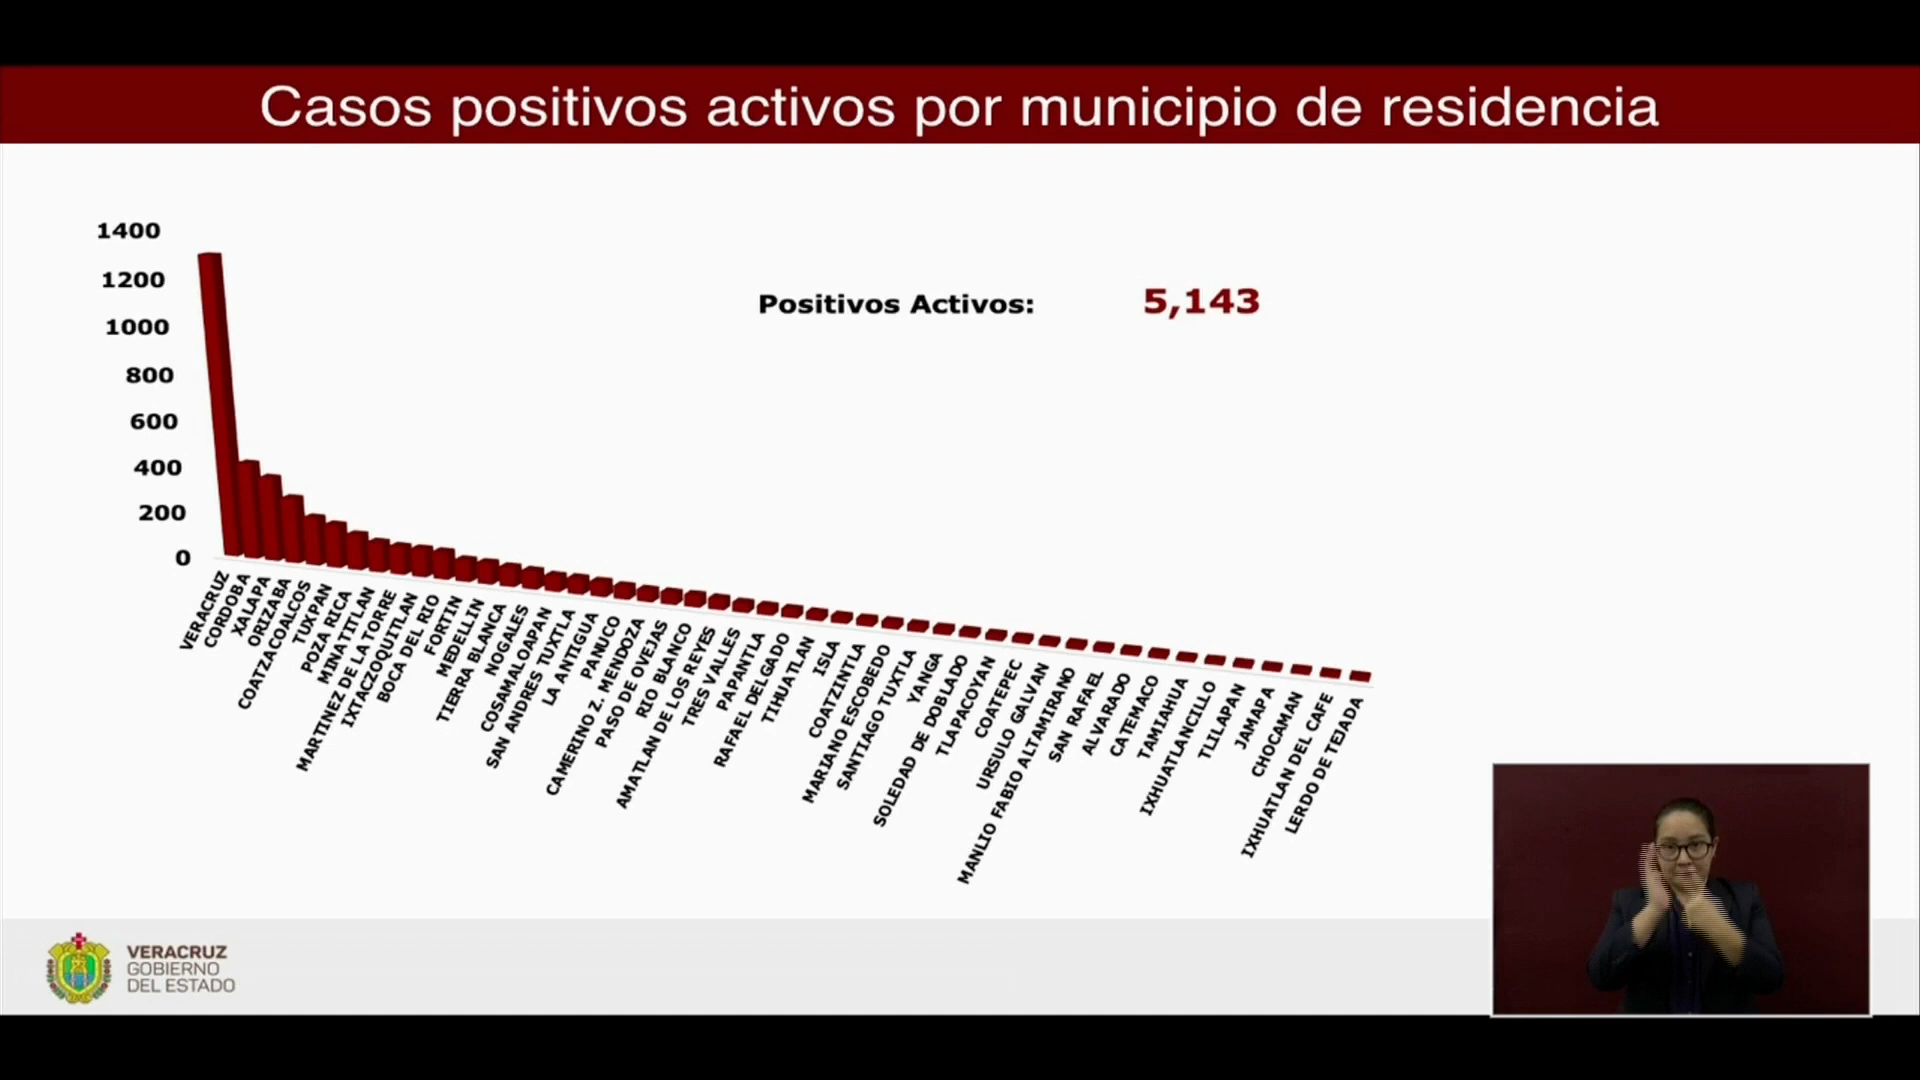 Casos positivos activos por municipio de residencia
1400
1200
1000
800
600
400
200
0
Positivos Activos: 5,143
VERACRUZ
CORDOBA
XALAPA
ORIZABA
COATZACOALCOS
TUXPAN
POZA RICA
MINATITLAN
MARTINEZ DE LA TORRE
IXTACZOQUITLAN
BOCA DEL RIO
FORTIN
MEDELLIN
TIERRA BLANCA
NOGALES
COSAMALOAPAN
SAN ANDRES TUXTLA
LA ANTIGUA
PANUCO
CAMERINO Z. MENDOZA
PASO DE OVEJAS
RIO BLANCO
AMATLAN DE LOS REYES
TRES VALLES
PAPANTLA
RAFAEL DELGADO
TIHUATLAN
ISLA
COATZINTLA
MARIANO ESCOBEDO
SANTIAGO TUXTLA
YANGA
SOLEDAD DE DOBLADO
TLAPACOYAN
COATEPEC
URSULO GALVAN
MANLIO FABIO ALTAMIRANO
SAN RAFAEL
ALVARADO
CATEMACO
TAMIAHUA
IXHUATLANCILLO
TLILAPAN
JAMAPA
CHOCAMAN
IXHUATLAN DEL CAFE
LERDO DE TEJADA
VERACRUZ
GOBIERNO
DEL ESTADO